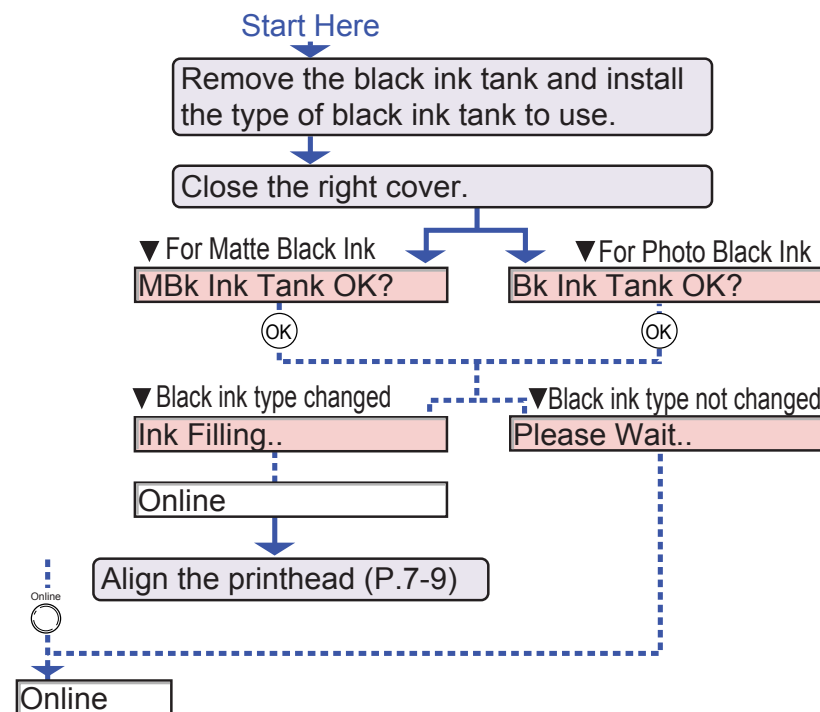 Start Here
Remove the black ink tank and install
the type of black ink tank to use.
Close the right cover.
▼For Matte Black Ink
▼For Photo Black Ink
MBk Ink Tank OK?
Bk Ink Tank OK?
OK
OK
▼Black ink type changed
▼Black ink type not changed
Ink Filling..
Please Wait..
Online
Align the printhead (P.7-9)
Online
Online